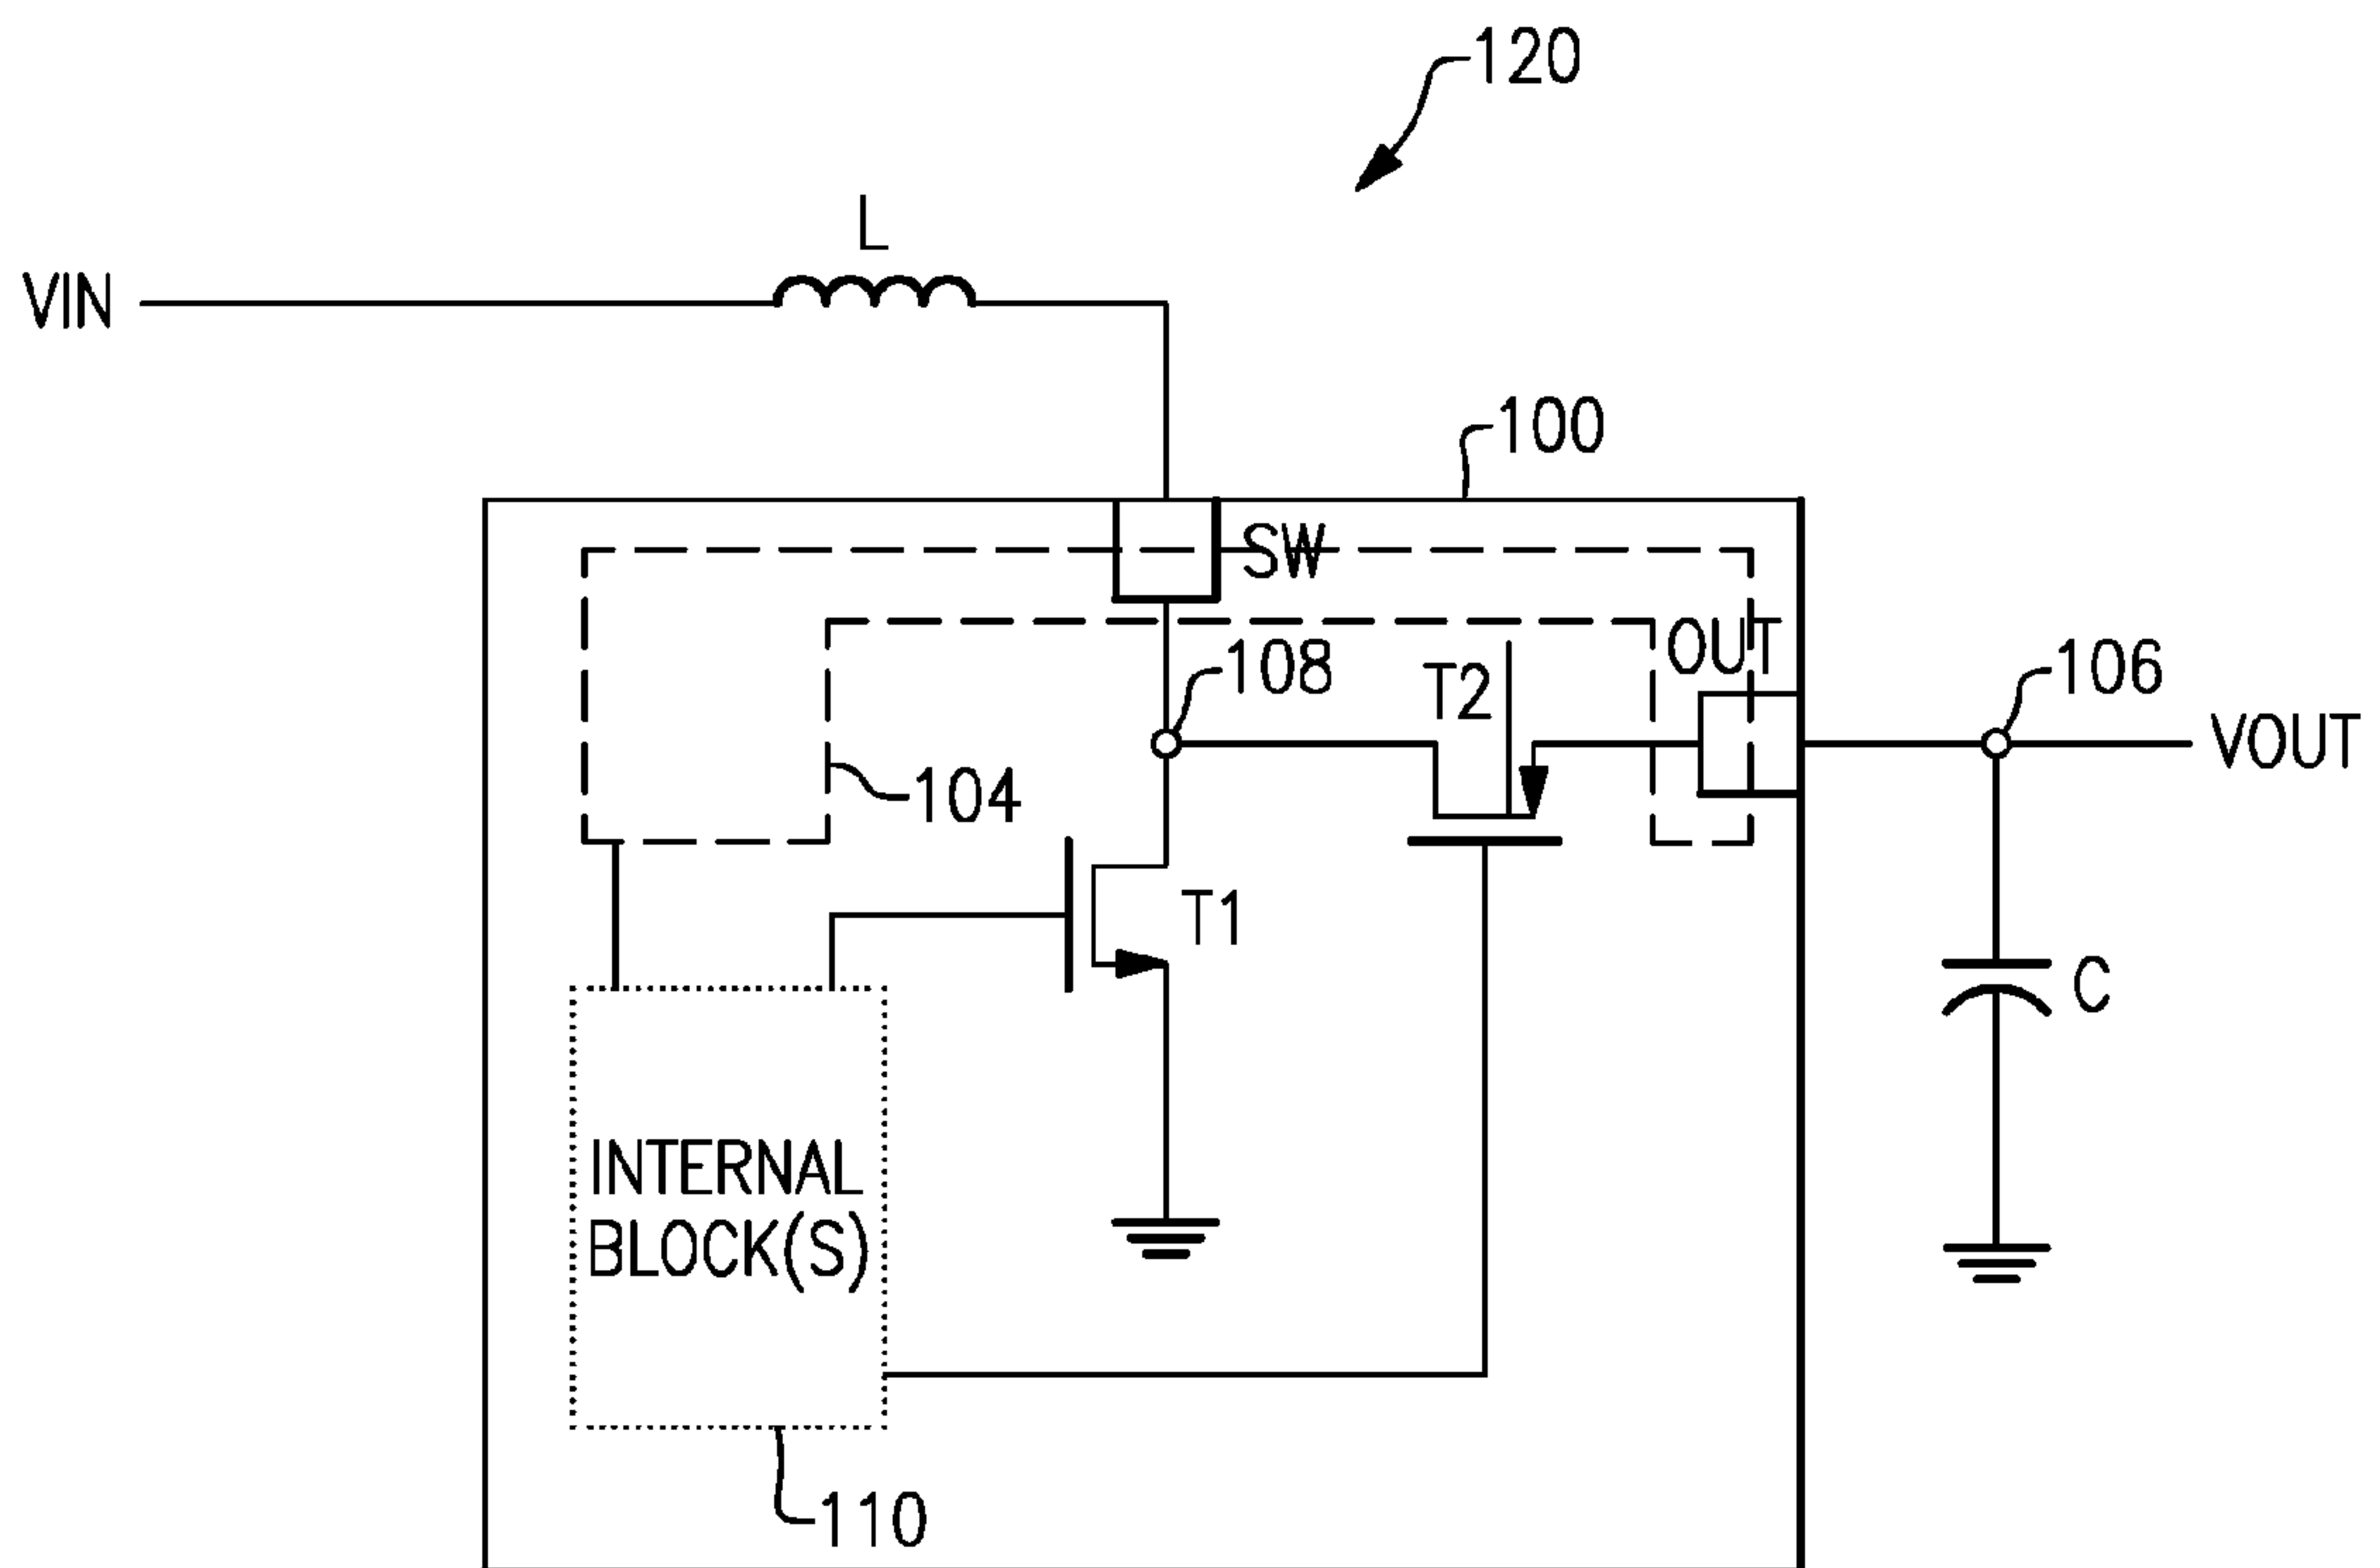 120
L
VIN
100
SW
OUT
108
T2
106
VOUT
104
T1
C
INTERNAL
BLOCK(S)
110